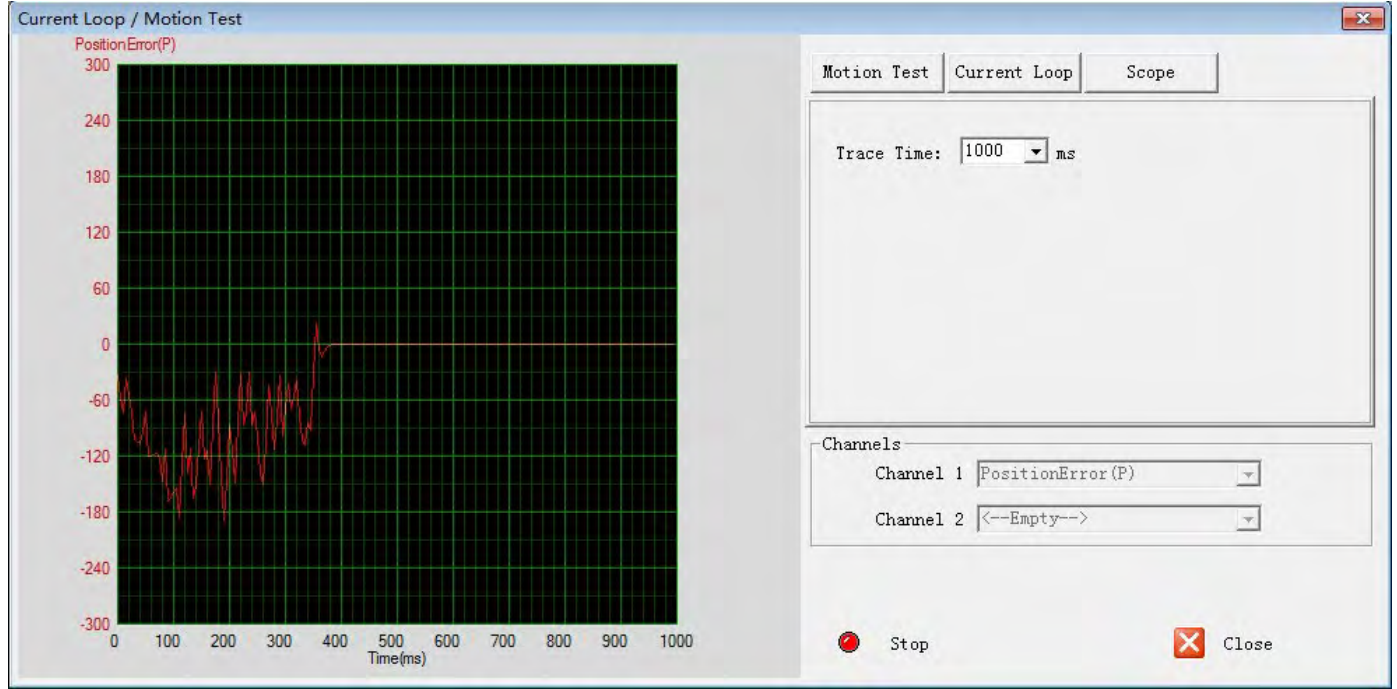 Current Loop / Motion Test
PositionError(P)
300
240
180
120
60
0
-60
-120
-180
-240
-300
0 100 200 300 400 500 600 700 800 900 1000
Time(ms)
Motion Test Current Loop Scope
Trace Time: 1000 ms
Channels
Channel 1 PositionError(P)
Channel 2 <--Empty-->
Stop Close